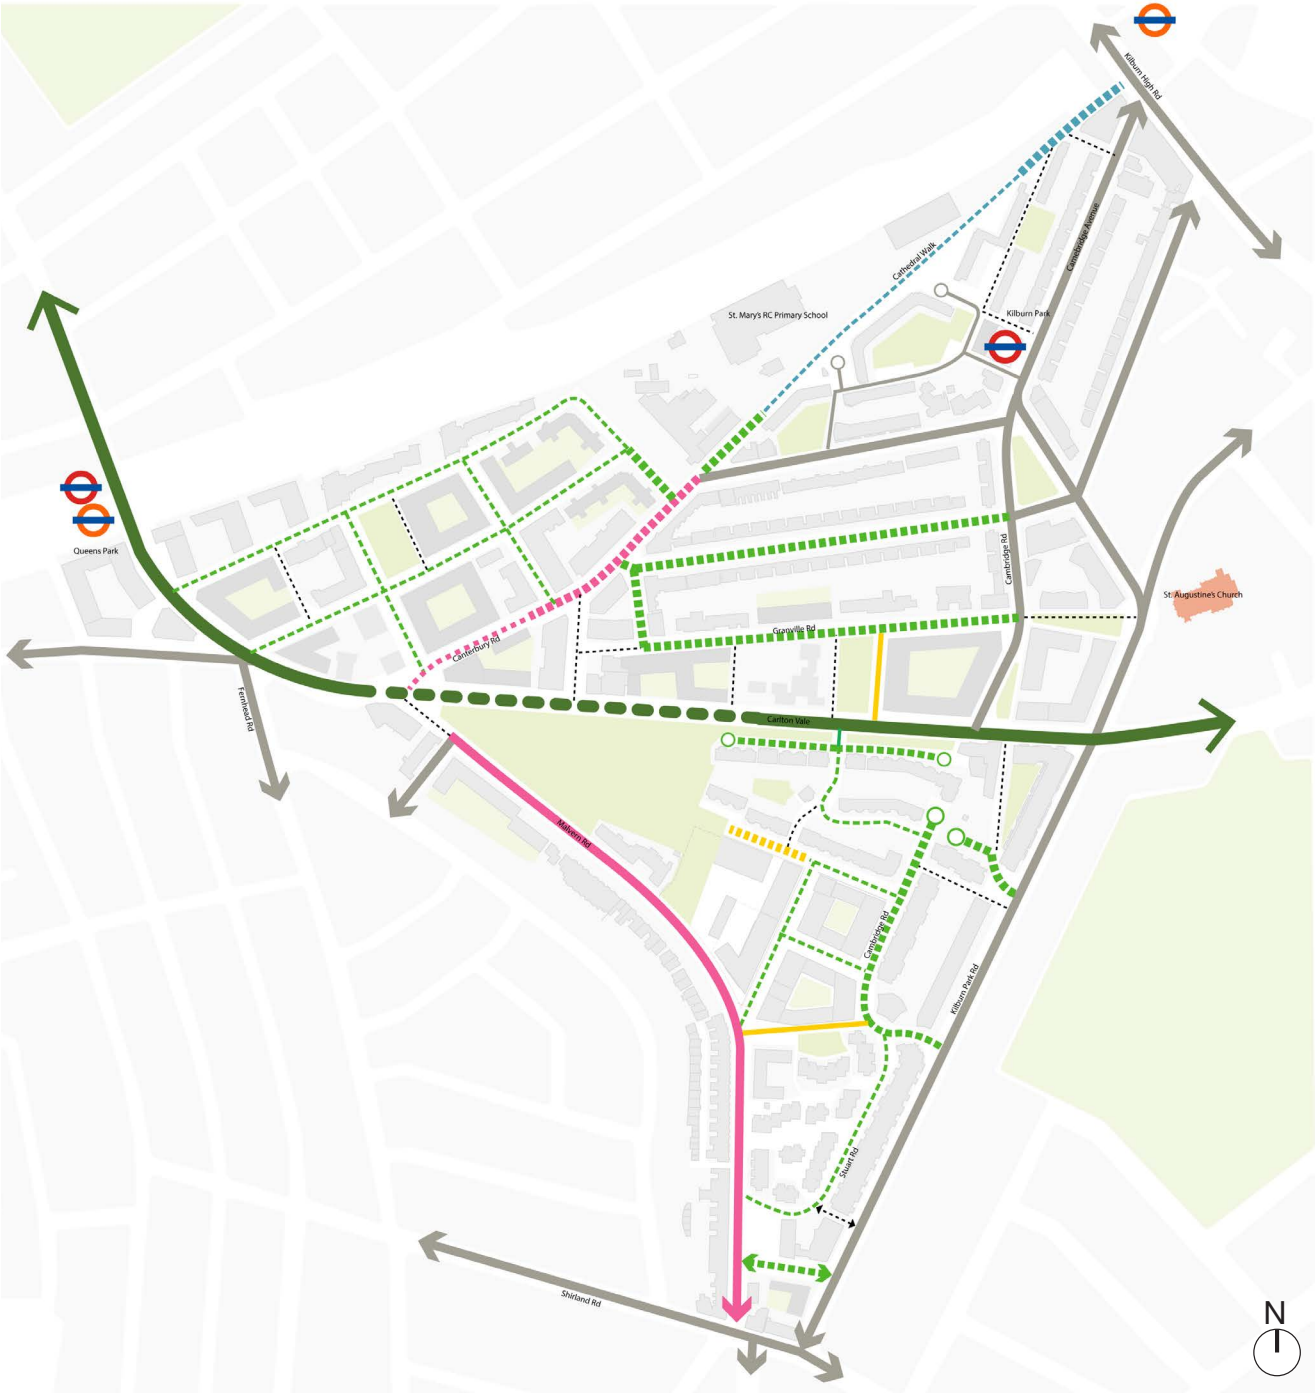 Kilburn High Rd
Camebridge Avenue
Cathedral Walk
Kilburn Park
St. Mary's RC Primary School
Queens Park
Cambridge Rd
St. Augustine's Church
Granville Rd
Canterbury Rd
Fernhead Rd
Carlton Vale
Malvern Rd
Cambridge Rd
Kilburn Park Rd
Stuart Rd
Shirland Rd
N